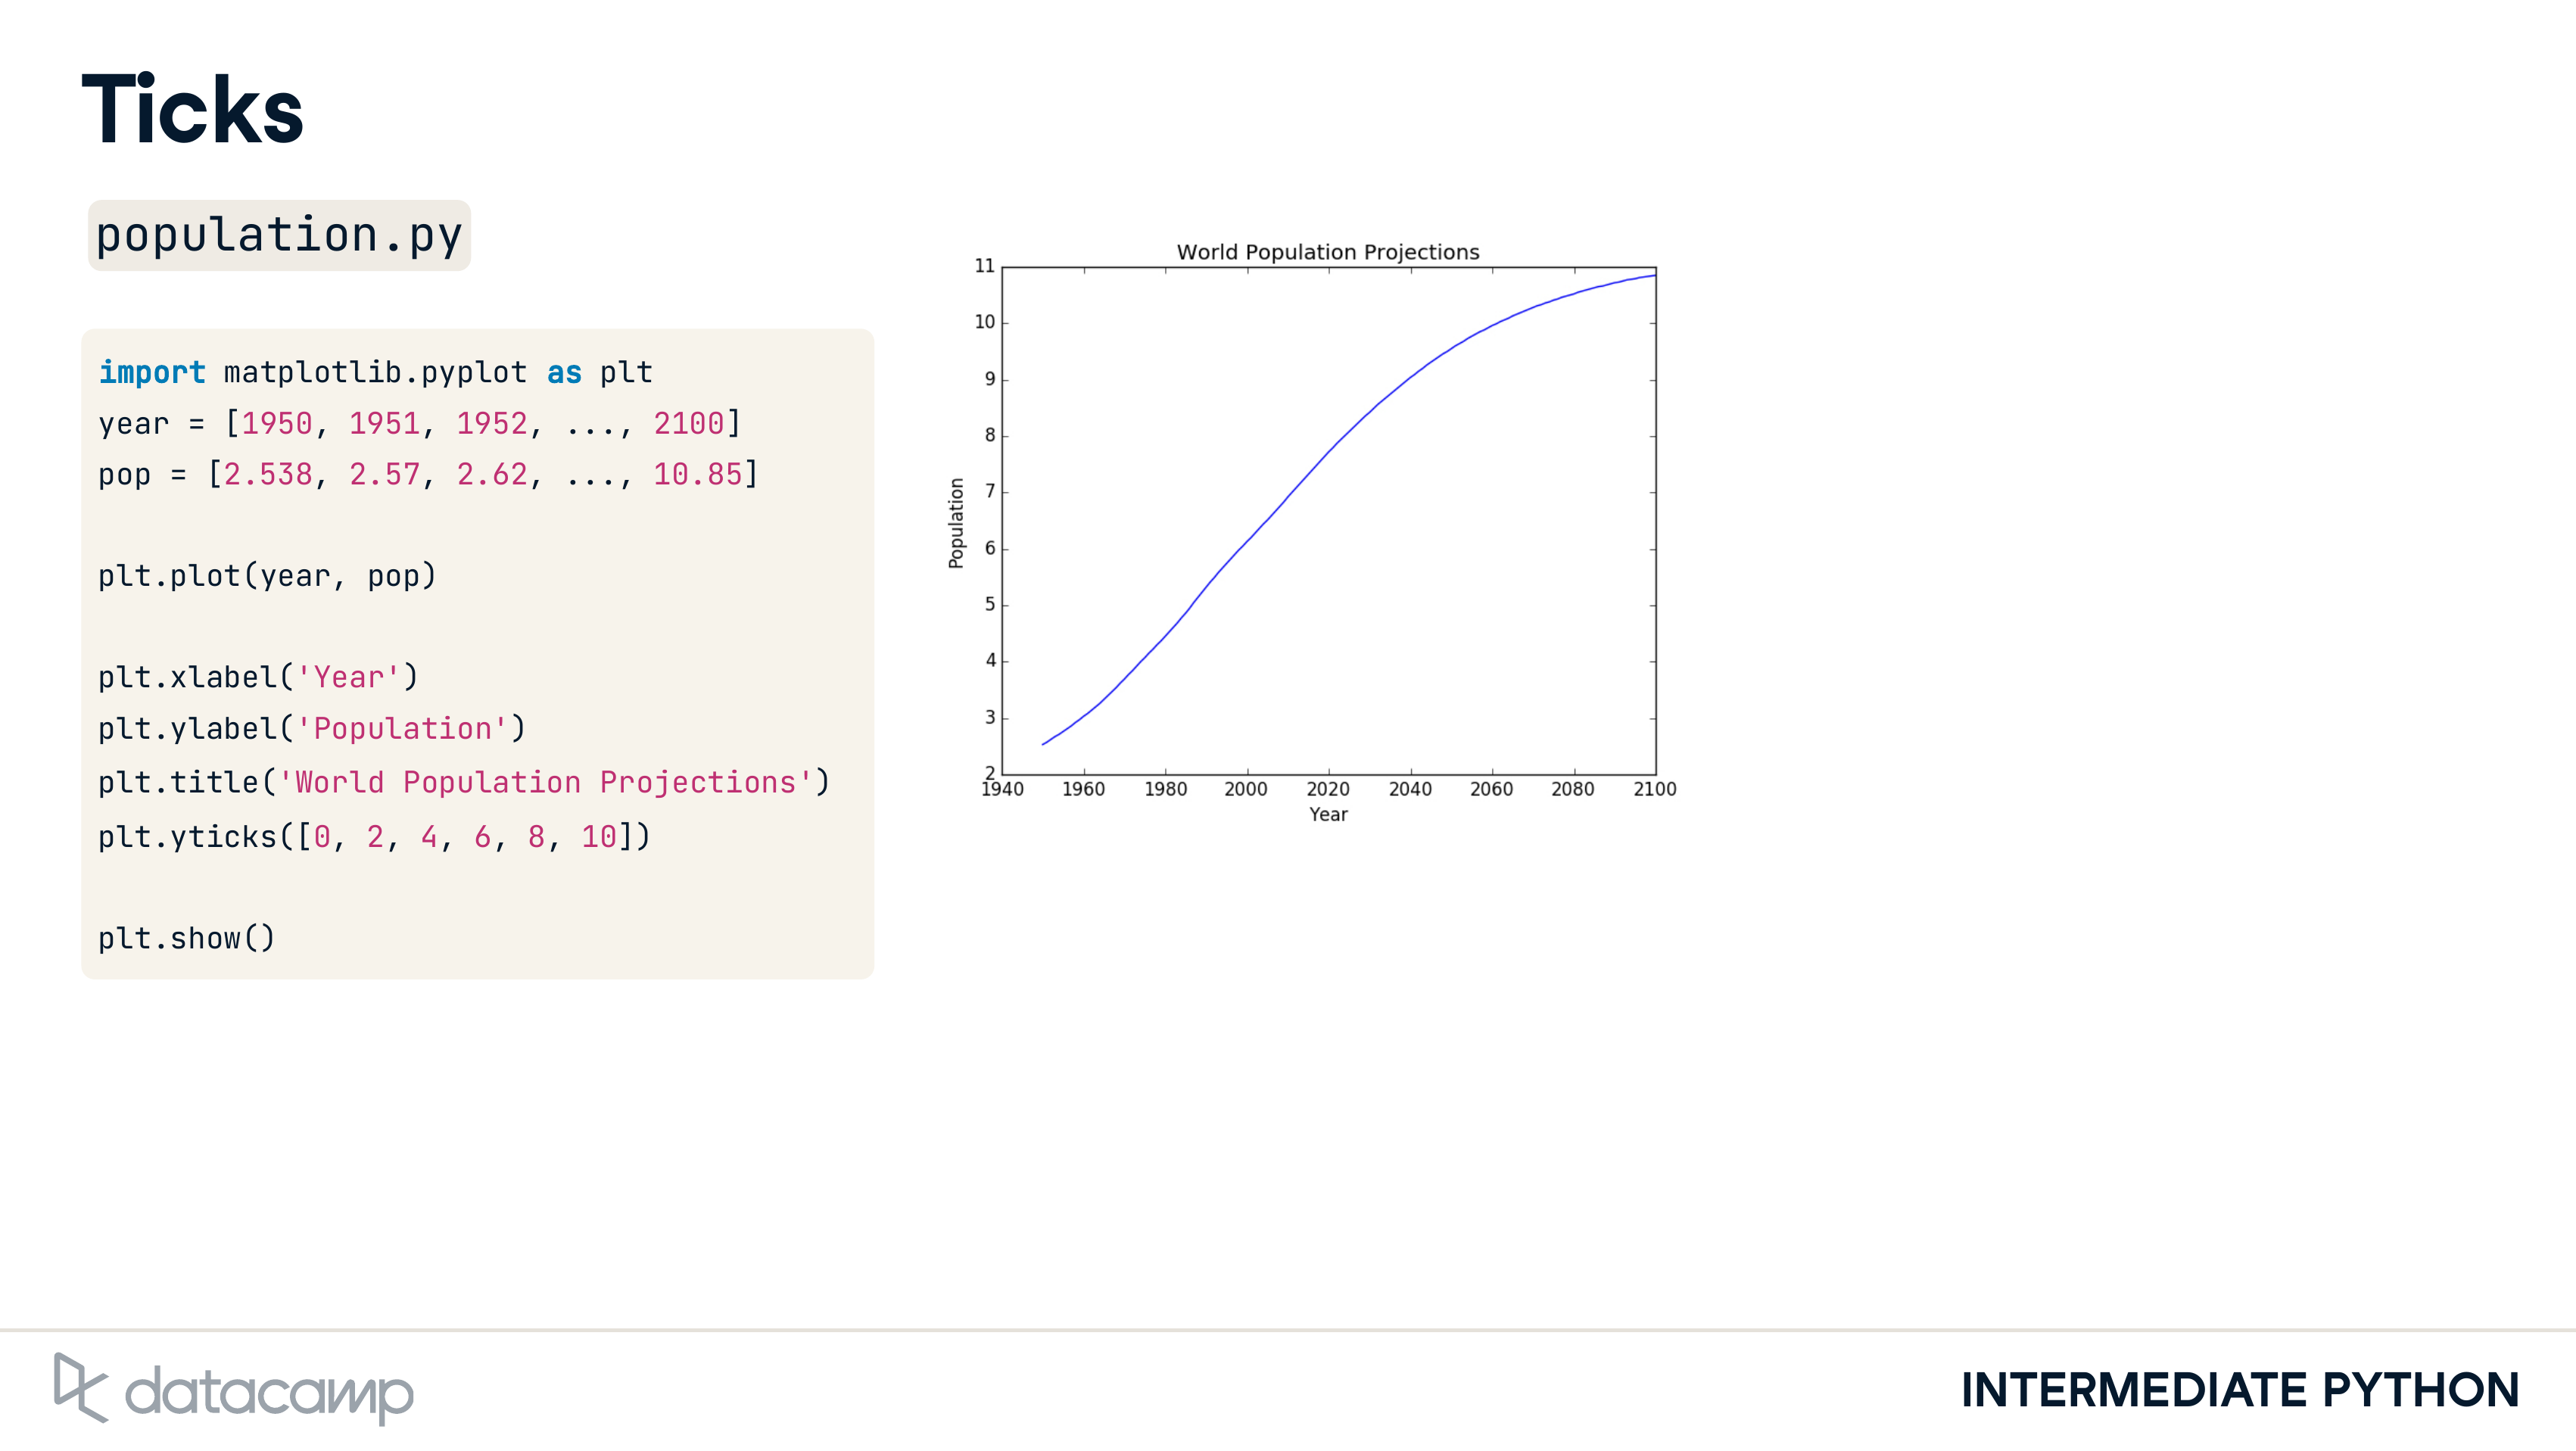 Ticks
population.py
import matplotlib.pyplot as plt
year = [1950, 1951, 1952, ..., 2100]
pop = [2.538, 2.57, 2.62, ..., 10.85]
plt.plot(year, pop)
plt.xlabel('Year')
plt.ylabel('Population')
plt.title('World Population Projections')
plt.yticks([0, 2, 4, 6, 8, 10])
plt.show()
World Population Projections
11
10
9
8
7
6
5
4
3
2
Population
1940 1960 1980 2000 2020 2040 2060 2080 2100
Year
datacamp
INTERMEDIATE PYTHON